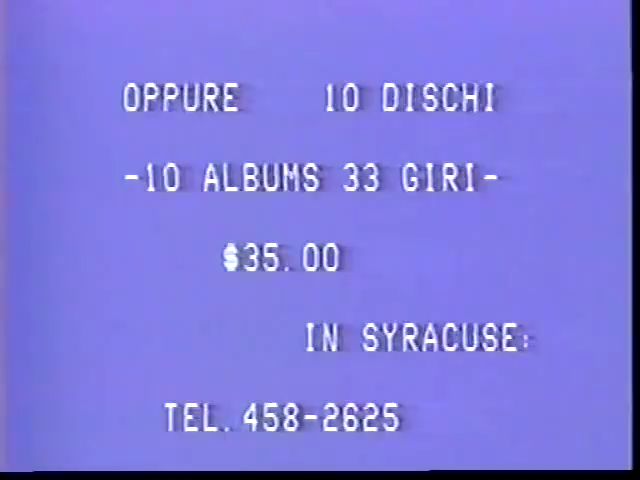 OPPURE 10 DISCHI
-10 ALBUMS 33 GIRI-
$35.00
IN SYRACUSE:
TEL. 458-2625